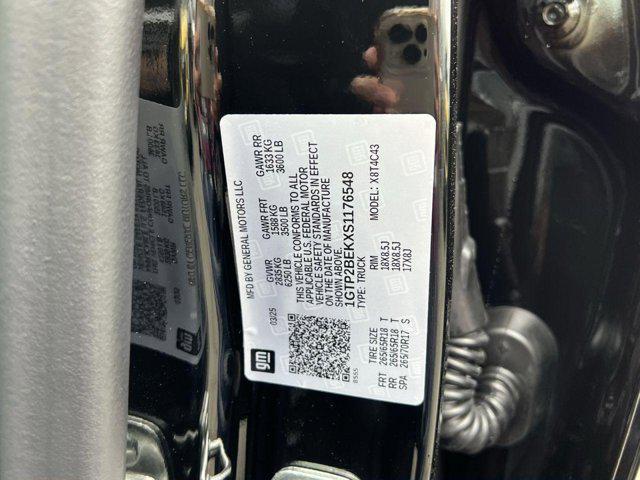 MFD BY GENERAL MOTORS LLC
03/25
GVWR GAWR FRT GAWR RR
2835 KG 1588 KG 1633 KG
6250 LB 3500 LB 3600 LB
THIS VEHICLE CONFORMS TO ALL
APPLICABLE U.S. FEDERAL MOTOR
VEHICLE SAFETY STANDARDS IN EFFECT
ON THE DATE OF MANUFACTURE
SHOWN ABOVE.
1GTP2BEKXS1176548
TYPE: TRUCK MODEL: X8T4C43
TIRE SIZE RIM
FRT 265/65R18 T 18X8.5J
RR 265/65R18 T 18X8.5J
SPA 265/70R17 S 17X8J
gm